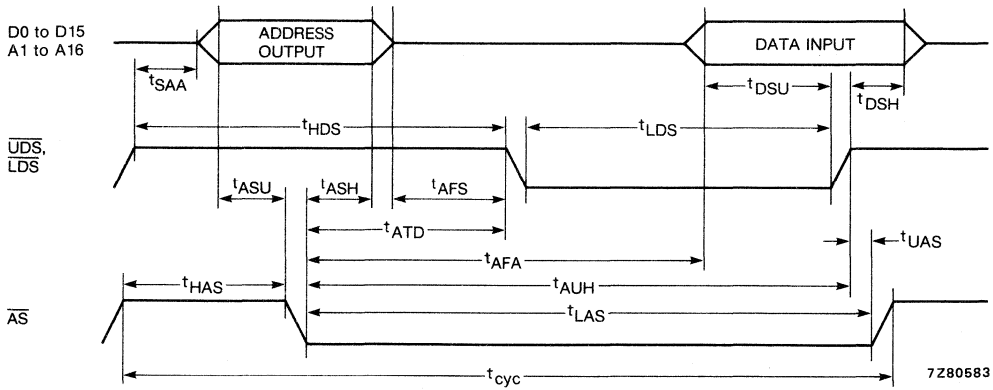 D0 to D15
A1 to A16
ADDRESS
OUTPUT
DATA INPUT
tSAA
tDSU
tDSH
tHDS
tLDS
UDS,
LDS
tASU
tASH
tAFS
tATD
tUAS
tAFA
tHAS
tAUH
tLAS
AS
tcyc
7Z80583